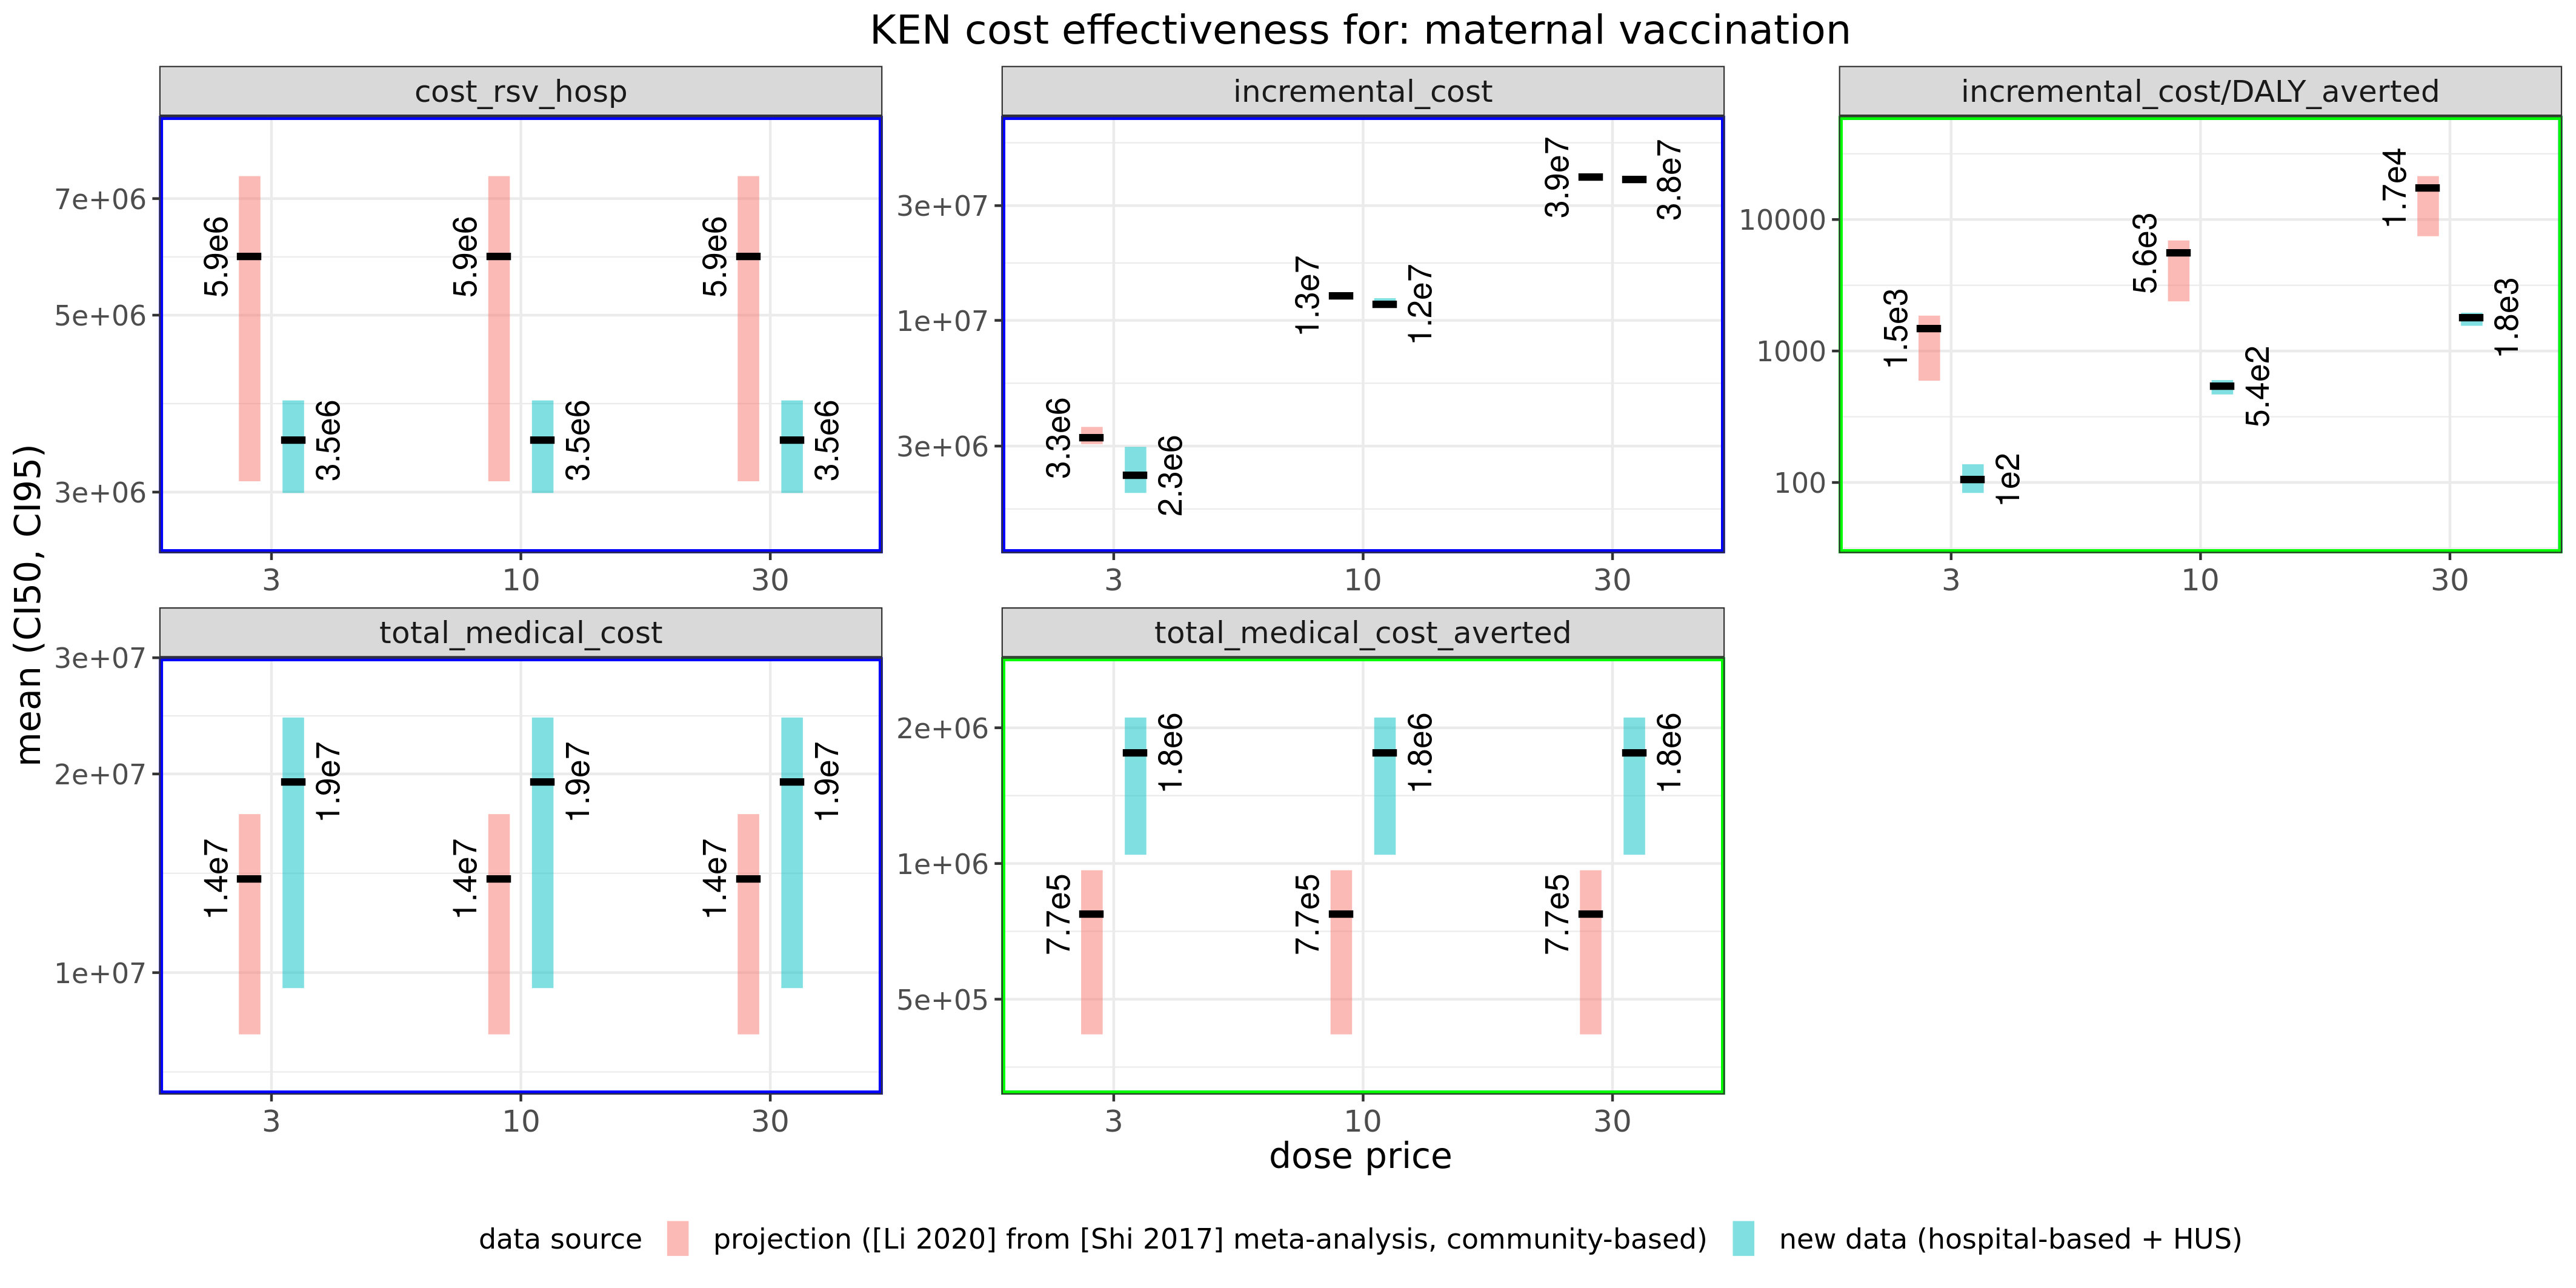 KEN cost effectiveness for: maternal vaccination
mean (CI50, CI95)
cost_rsv_hosp
7e+06
5e+06
3e+06
5.9e6
3.5e6
5.9e6
3.5e6
5.9e6
3.5e6
3
10
30
incremental_cost
3e+07
1e+07
3e+06
3.3e6
2.3e6
1.3e7
1.2e7
3.9e7
3.8e7
3
10
30
incremental_cost/DALY_averted
10000
1000
100
1.5e3
1e2
5.6e3
5.4e2
1.7e4
1.8e3
3
10
30
total_medical_cost
3e+07
2e+07
1e+07
1.4e7
1.9e7
1.4e7
1.9e7
1.4e7
1.9e7
3
10
30
total_medical_cost_averted
2e+06
1e+06
5e+05
7.7e5
1.8e6
7.7e5
1.8e6
7.7e5
1.8e6
3
10
30
dose price
data source
projection ([Li 2020] from [Shi 2017] meta-analysis, community-based)
new data (hospital-based + HUS)